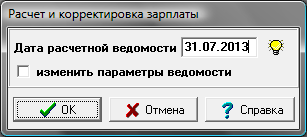 Расчет и корректировка зарплаты
Дата расчетной ведомости 31.07.2013
изменить параметры ведомости
OK Отмена Справка